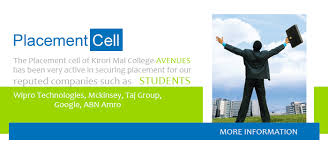 Placement Cell
The Placement cell of Kirori Mal College AVENUES
has been very active in securing placement for our
reputed companies such as STUDENTS
Wipro Technologies, Mckinsey, Taj Group,
Google, ABN Amro
MORE INFORMATION